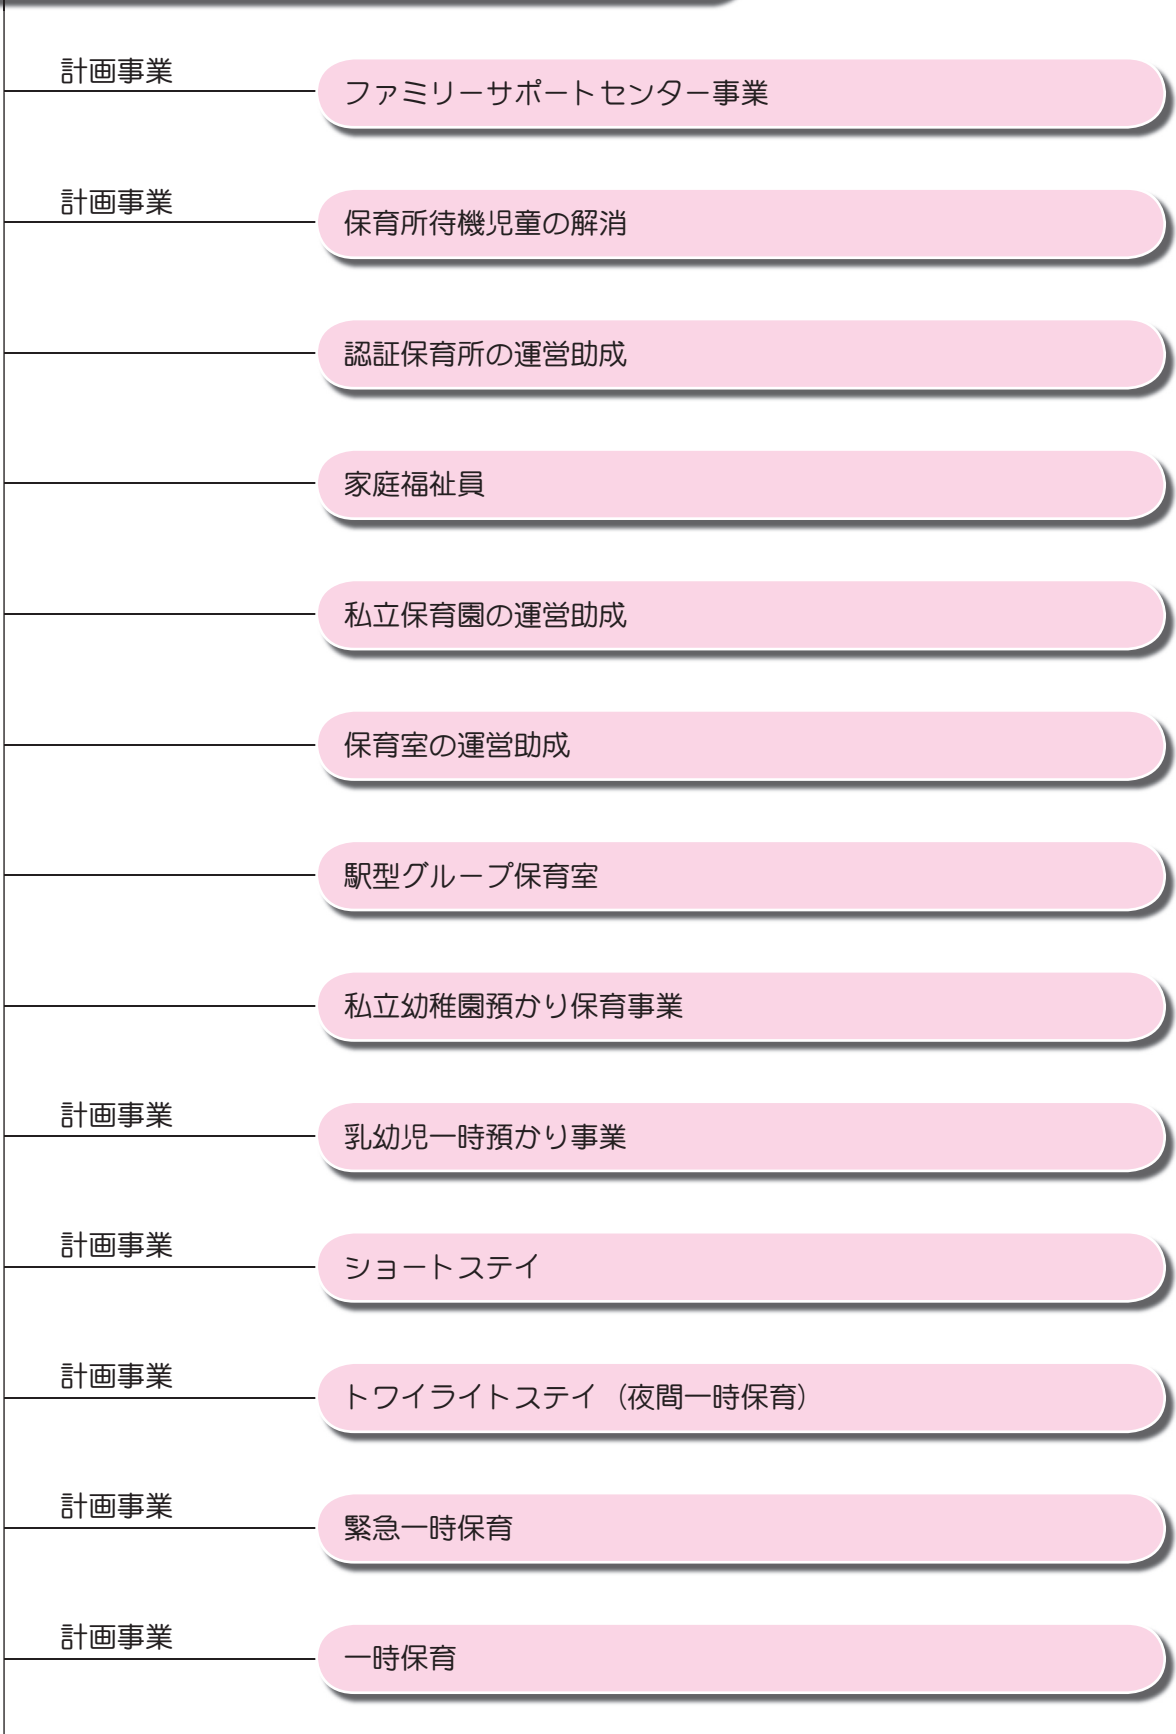 計画事業
ファミリーサポートセンター事業
計画事業
保育所待機児童の解消
認証保育所の運営助成
家庭福祉員
私立保育園の運営助成
保育室の運営助成
駅型グループ保育室
私立幼稚園預かり保育事業
計画事業
乳幼児一時預かり事業
計画事業
ショートステイ
計画事業
トワイライトステイ（夜間一時保育）
計画事業
緊急一時保育
計画事業
一時保育